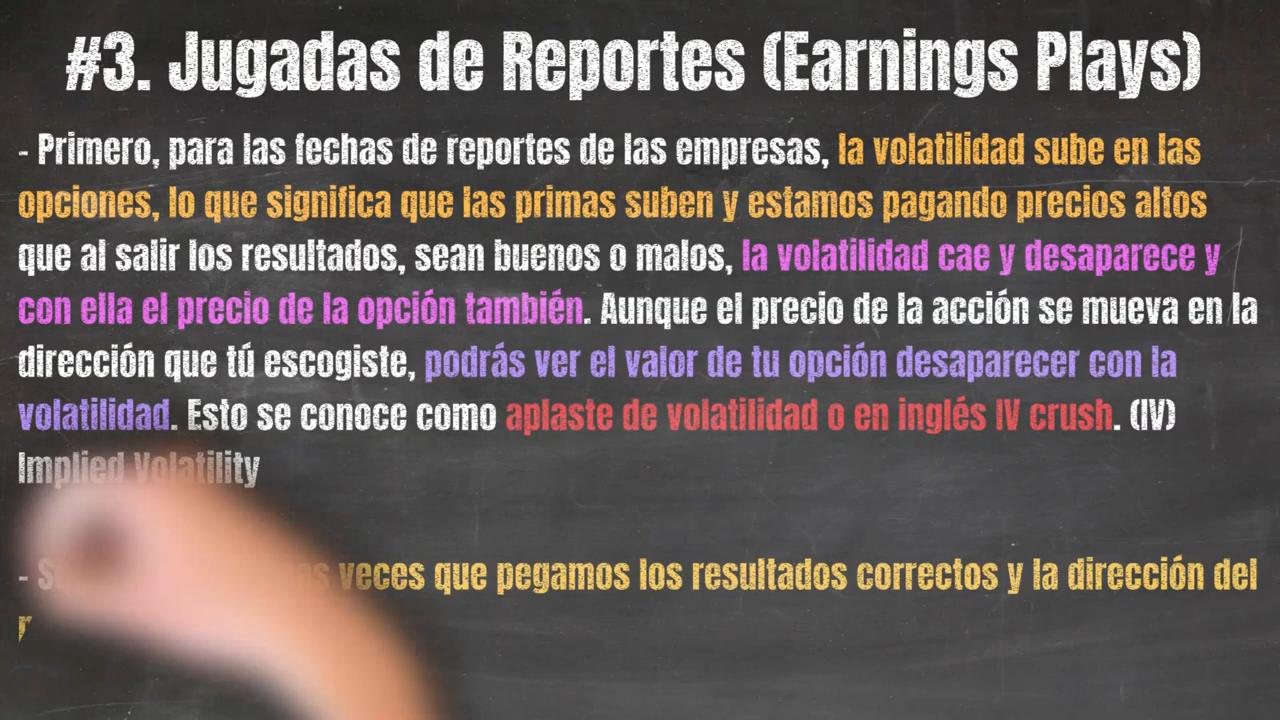 #3. Jugadas de Reportes (Earnings Plays)
- Primero, para las fechas de reportes de las empresas, la volatilidad sube en las
opciones, lo que significa que las primas suben y estamos pagando precios altos
que al salir los resultados, sean buenos o malos, la volatilidad cae y desaparece y
con ella el precio de la opción también. Aunque el precio de la acción se mueva en la
dirección que tú escogiste, podrás ver el valor de tu opción desaparecer con la
volatilidad. Esto se conoce como aplaste de volatilidad o en inglés IV crush. (IV)
Implied Volatility
- veces que pegamos los resultados correctos y la dirección del